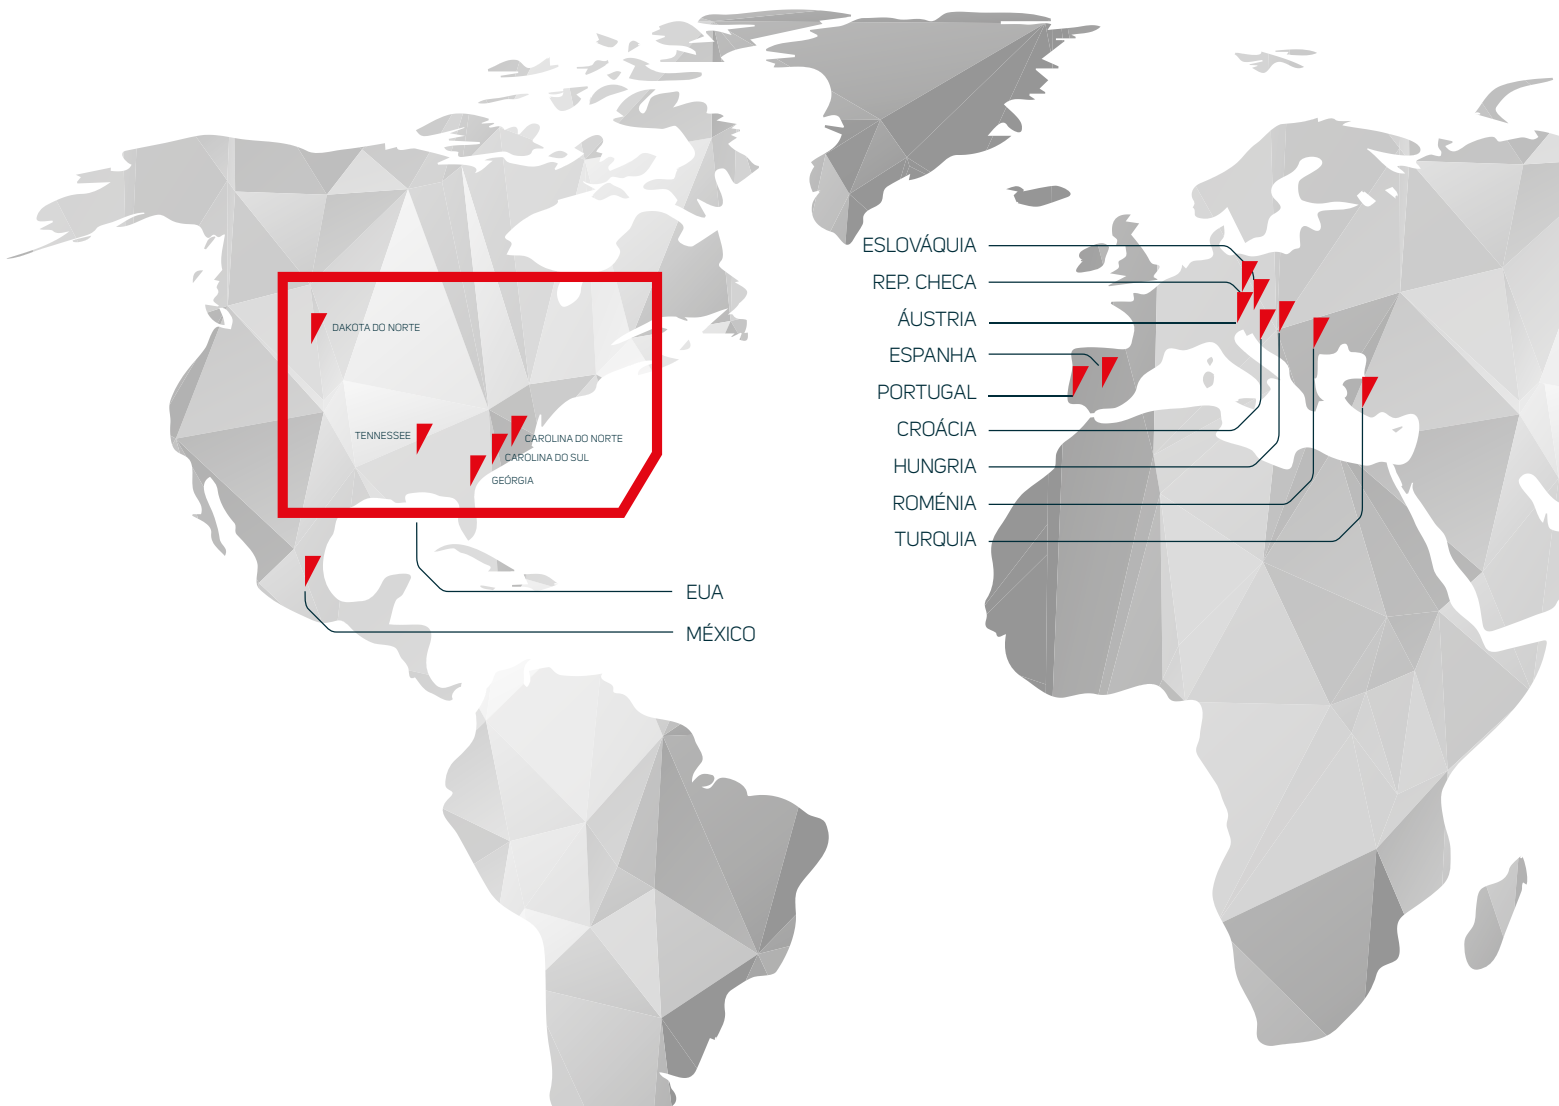 DAKOTA DO NORTE
TENNESSEE
CAROLINA DO NORTE
CAROLINA DO SUL
GEÓRGIA
EUA
MÉXICO
ESLOVÁQUIA
REP. CHECA
ÁUSTRIA
ESPANHA
PORTUGAL
CROÁCIA
HUNGRIA
ROMÉNIA
TURQUIA